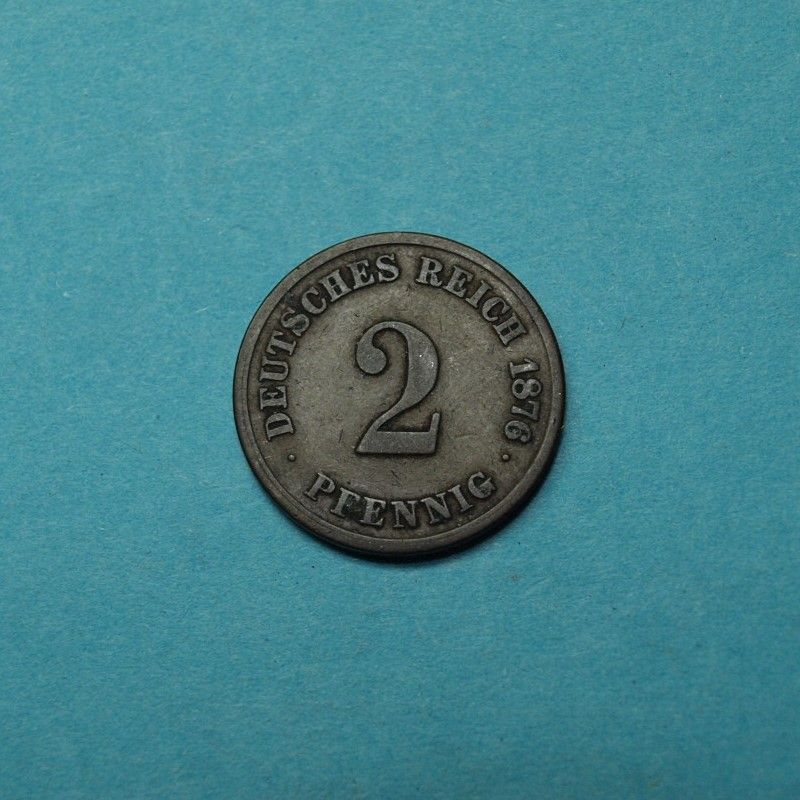 DEUTSCHES REICH 1876
2
· PFENNIG ·